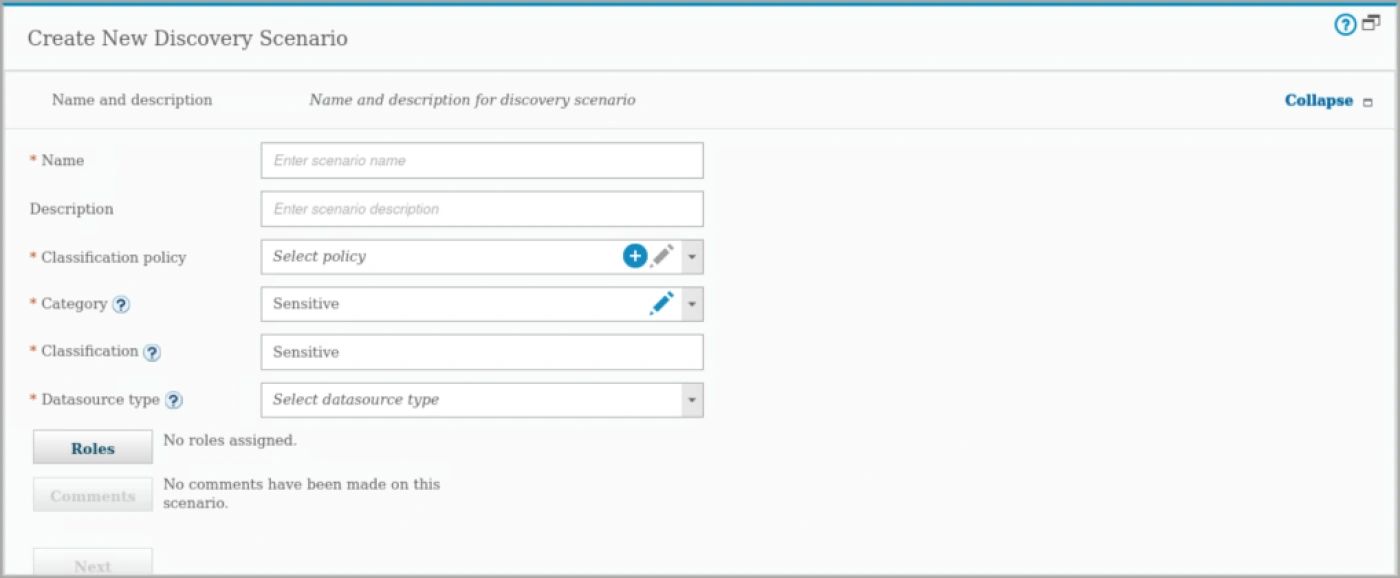 Create New Discovery Scenario
Name and description Name and description for discovery scenario Collapse
* Name Enter scenario name
Description Enter scenario description
* Classification policy Select policy
* Category ? Sensitive
* Classification ? Sensitive
* Datasource type ? Select datasource type
Roles No roles assigned.
Comments No comments have been made on this
scenario.
Next